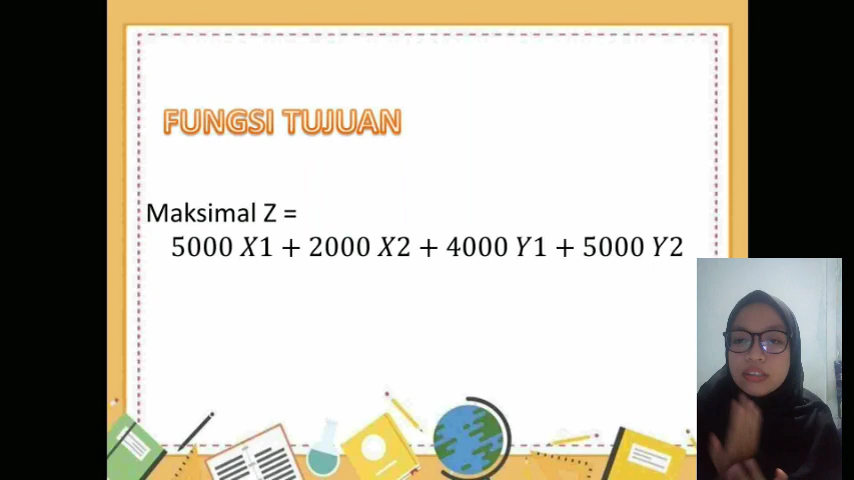 FUNGSI TUJUAN
Maksimal Z =
5000 X1 + 2000 X2 + 4000 Y1 + 5000 Y2